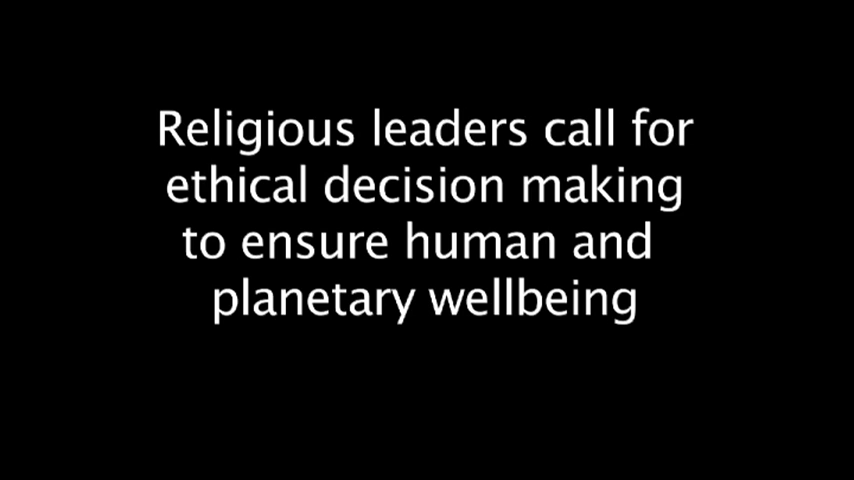 Religious leaders call for
ethical decision making
to ensure human and
planetary wellbeing